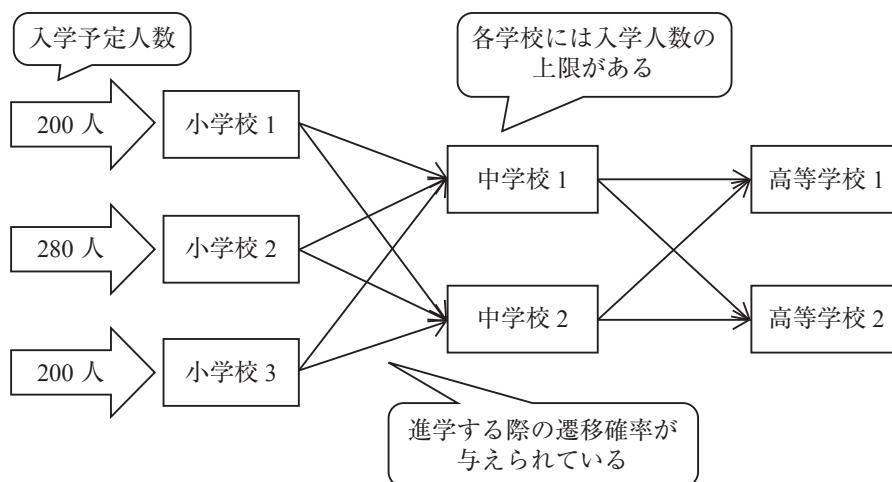 入学予定人数
各学校には入学人数の
上限がある
200 人
小学校 1
中学校 1
高等学校 1
280 人
小学校 2
中学校 2
高等学校 2
200 人
小学校 3
進学する際の遷移確率が
与えられている